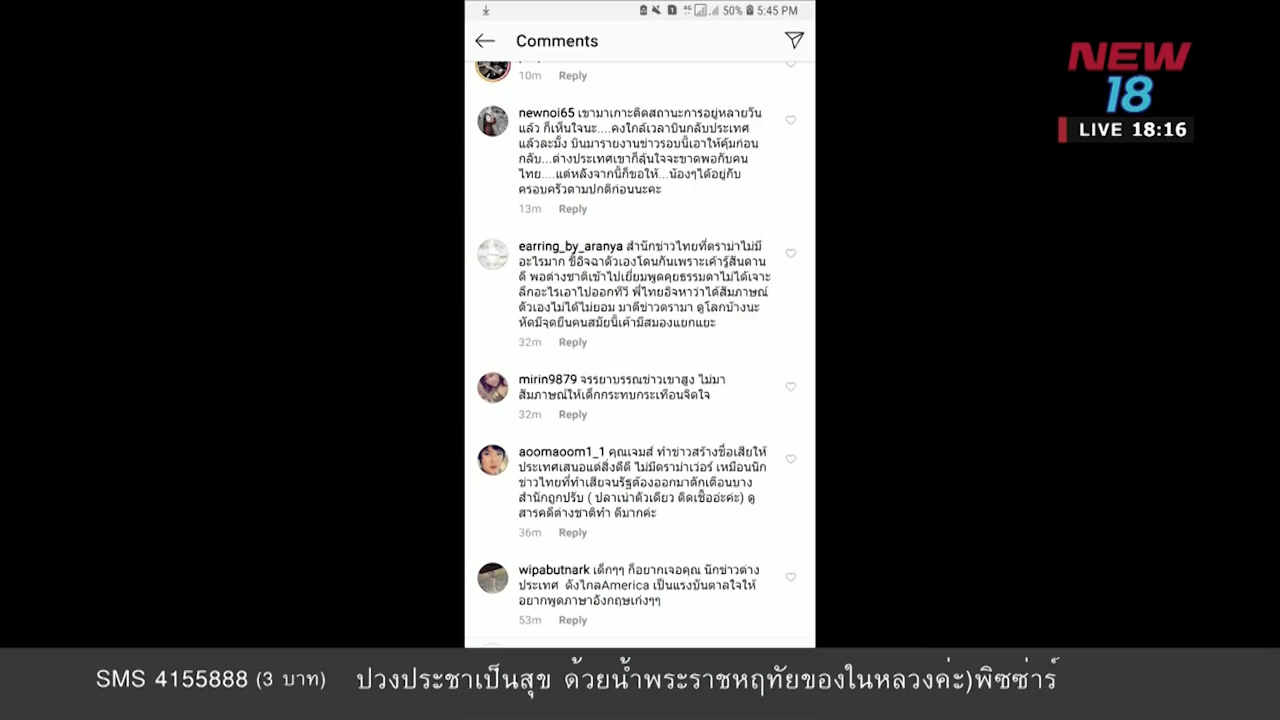 50% 5:45 PM
Comments
10m Reply
newnoi65 เขามาเกาะติดสถานะการอยู่หลายวัน
แล้ว ก็เห็นใจนะ....คงใกล้เวลาบินกลับประเทศ
แล้วละมั้ง บินมารายงานข่าวรอบนี้เอาให้คุ้มก่อน
กลับ...ต่างประเทศเขาก็ลุ้นใจจะขาดพอกับคน
ไทย....แต่หลังจากนี้ก็ขอให้...น้องๆได้อยู่กับ
ครอบครัวตามปกติก่อนนะคะ
13m Reply
earring_by_aranya สำนักข่าวไทยที่ดราม่าไม่มี
อะไรมาก ขี้อิจฉาตัวเองโดนกันเพราะเค้ารู้สันดาน
ดี พอต่างชาติเข้าไปเยี่ยมพูดคุยธรรมดาไม่ได้เจาะ
ลึกอะไรเอาไปออกทีวี พี่ไทยอิจหาว่าได้สัมภาษณ์
ตัวเองไม่ได้ไม่ยอม มาตีข่าวดรามา ดูโลกบ้างนะ
หัดมีจุดยืนคนสมัยนี้เค้ามีสมองแยกแยะ
32m Reply
mirin9879 จรรยาบรรณข่าวเขาสูง ไม่มา
สัมภาษณ์ให้เด็กกระทบกระเทือนจิตใจ
32m Reply
aoomaoom1_1 คุณเจมส์ ทำข่าวสร้างชื่อเสียให้
ประเทศเสนอแต่สิ่งดีดี ไม่มีดราม่าเว่อร์ เหมือนนัก
ข่าวไทยที่ทำเสียจนรัฐต้องออกมาตักเตือนบาง
สำนักถูกปรับ ( ปลาเน่าตัวเดียว ติดเชื้ออ่ะค่ะ) ดู
สารคดีต่างชาติทำ ดีมากค่ะ
36m Reply
wipabutnark เด็กๆๆ ก็อยากเจอคุณ นักข่าวต่าง
ประเทศ ดังไกลAmerica เป็นแรงบันดาลใจให้
อยากพูดภาษาอังกฤษเก่งๆๆ
53m Reply
NEW
18
LIVE 18:16
SMS 4155888 (3 บาท) ปวงประชาเป็นสุข ด้วยน้ำพระราชหฤทัยของในหลวงค่ะ)พิซซ่าร์